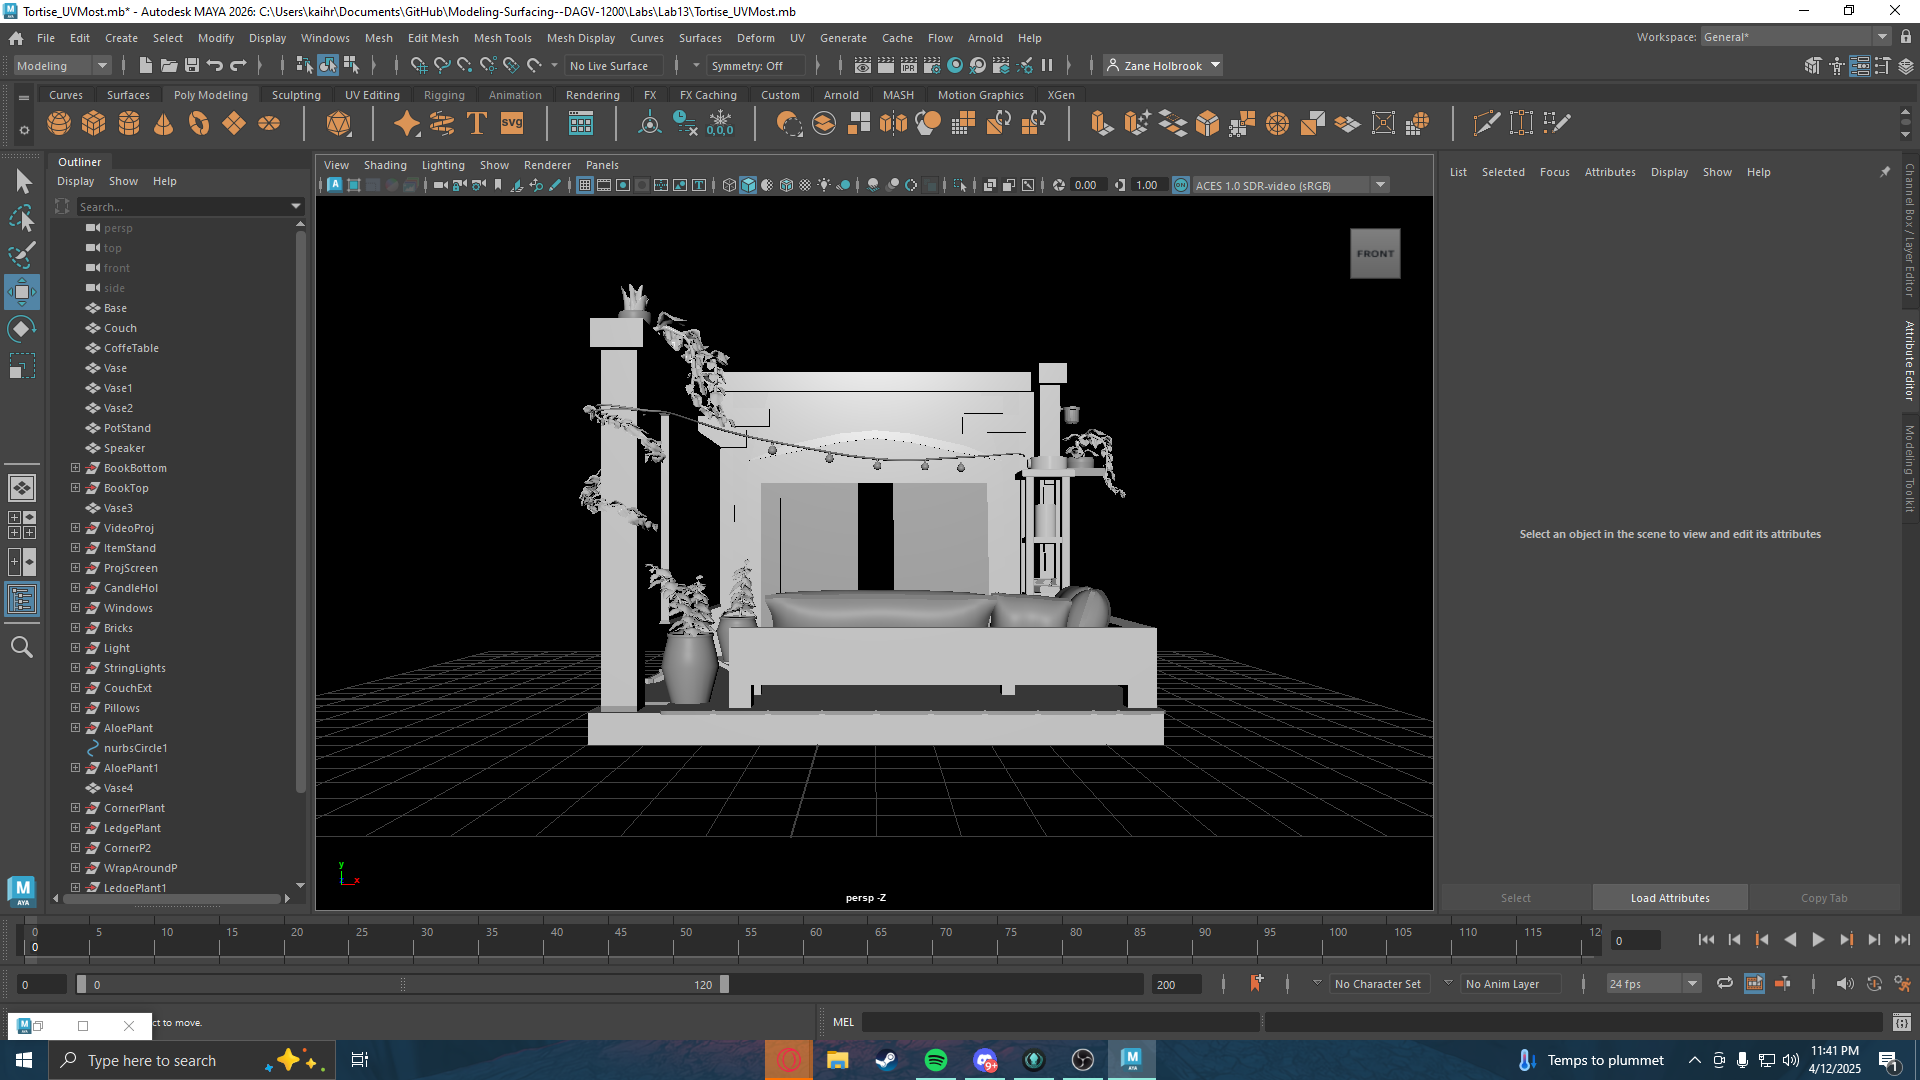 Tortise_UVMost.mb* - Autodesk MAYA 2026: C:\Users\kaihr\Documents\GitHub\Modeling-Surfacing--DAGV-1200\Labs\Lab13\Tortise_UVMost.mb
File Edit Create Select Modify Display Windows Mesh Edit Mesh Mesh Tools Mesh Display Curves Surfaces Deform UV Generate Cache Flow Arnold Help
Workspace: General*
Modeling No Live Surface Symmetry: Off Zane Holbrook
Curves Surfaces Poly Modeling Sculpting UV Editing Rigging Animation Rendering FX FX Caching Custom Arnold MASH Motion Graphics XGen
Outliner
Display Show Help
Search...
persp
top
front
side
Base
Couch
CoffeTable
Vase
Vase1
Vase2
PotStand
Speaker
BookBottom
BookTop
Vase3
VideoProj
ItemStand
ProjScreen
CandleHol
Windows
Bricks
Light
StringLights
CouchExt
Pillows
AloePlant
nurbsCircle1
AloePlant1
Vase4
CornerPlant
LedgePlant
CornerP2
WrapAroundP
LedgePlant1
View Shading Lighting Show Renderer Panels
0.00 1.00 ACES 1.0 SDR-video (sRGB)
FRONT
persp -Z
y
x
List Selected Focus Attributes Display Show Help
Select an object in the scene to view and edit its attributes
Select Load Attributes Copy Tab
Channel Box / Layer Editor
Attribute Editor
Modeling Toolkit
0 5 10 15 20 25 30 35 40 45 50 55 60 65 70 75 80 85 90 95 100 105 110 115 12
0
0
0 0 120 200 No Character Set No Anim Layer 24 fps
ct to move.
MEL
Type here to search
Temps to plummet
11:41 PM
4/12/2025